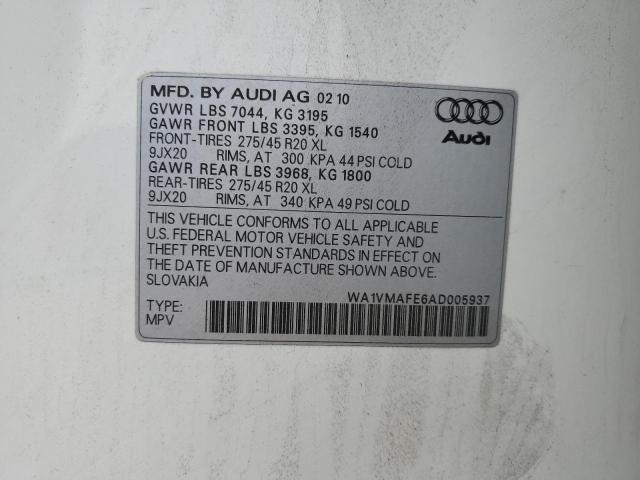 MFD. BY AUDI AG 02 10
GVWR LBS 7044, KG 3195
GAWR FRONT LBS 3395, KG 1540
FRONT-TIRES 275/45 R20 XL
9JX20 RIMS, AT 300 KPA 44 PSI COLD
GAWR REAR LBS 3968, KG 1800
REAR-TIRES 275/45 R20 XL
9JX20 RIMS, AT 340 KPA 49 PSI COLD
Audi
THIS VEHICLE CONFORMS TO ALL APPLICABLE
U.S. FEDERAL MOTOR VEHICLE SAFETY AND
THEFT PREVENTION STANDARDS IN EFFECT ON
THE DATE OF MANUFACTURE SHOWN ABOVE.
SLOVAKIA
WA1VMAFE6AD005937
TYPE:
MPV